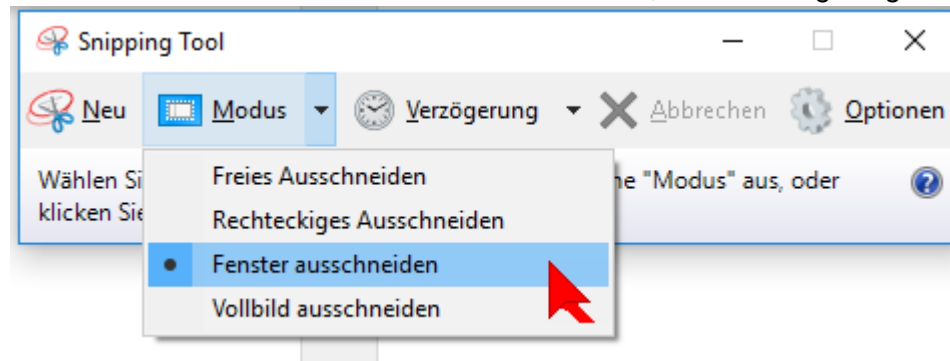 Snipping Tool
Neu Modus Verzögerung Abbrechen Optionen
Wählen Si
ne "Modus" aus, oder
klicken Sie
Freies Ausschneiden
Rechteckiges Ausschneiden
Fenster ausschneiden
Vollbild ausschneiden